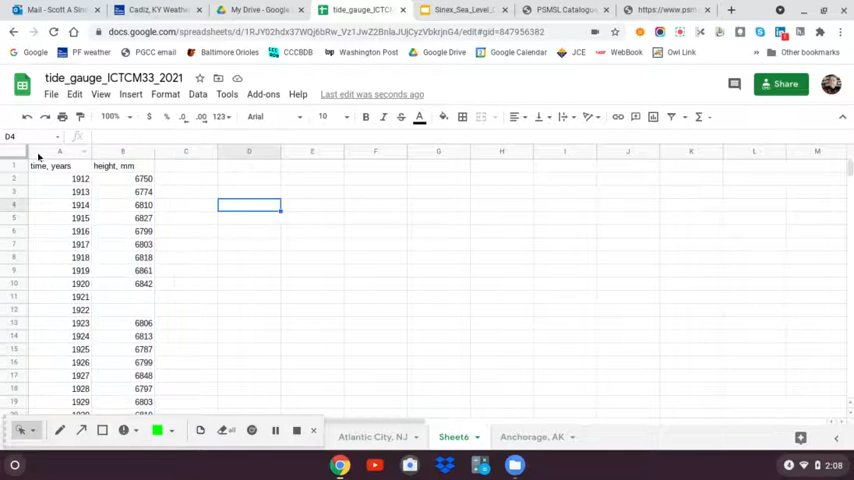 Mail - Scott A Sin
Cadiz, KY Weath
My Drive - Google
tide_gauge_ICTCM
Sinex_Sea_Level_
PSMSL Catalogue
https://www.psm
docs.google.com/spreadsheets/d/1RJY02hdx37WQj6bRw_Vz1JwZ2BnlaJUjCyzVbkrjnG4/edit#gid=847956382
Google
PF weather
PGCC email
Baltimore Orioles
CCCBDB
Washington Post
Google Drive
Google Calendar
JCE
WebBook
Owl Link
Other bookmarks
tide_gauge_ICTCM33_2021
Share
File Edit View Insert Format Data Tools Add-ons Help Last edit was seconds ago
100% $ % .0 .00 123 Arial 10 B I S A
D4 fx
A B C D E F G H I J K L M
1 time, years height, mm
2 1912 6750
3 1913 6774
4 1914 6810
5 1915 6827
6 1916 6799
7 1917 6803
8 1918 6818
9 1919 6861
10 1920 6842
11 1921
12 1922
13 1923 6806
14 1924 6813
15 1925 6787
16 1926 6799
17 1927 6848
18 1928 6797
19 1929 6803
all
Atlantic City, NJ
Sheet6
Anchorage, AK
2:08